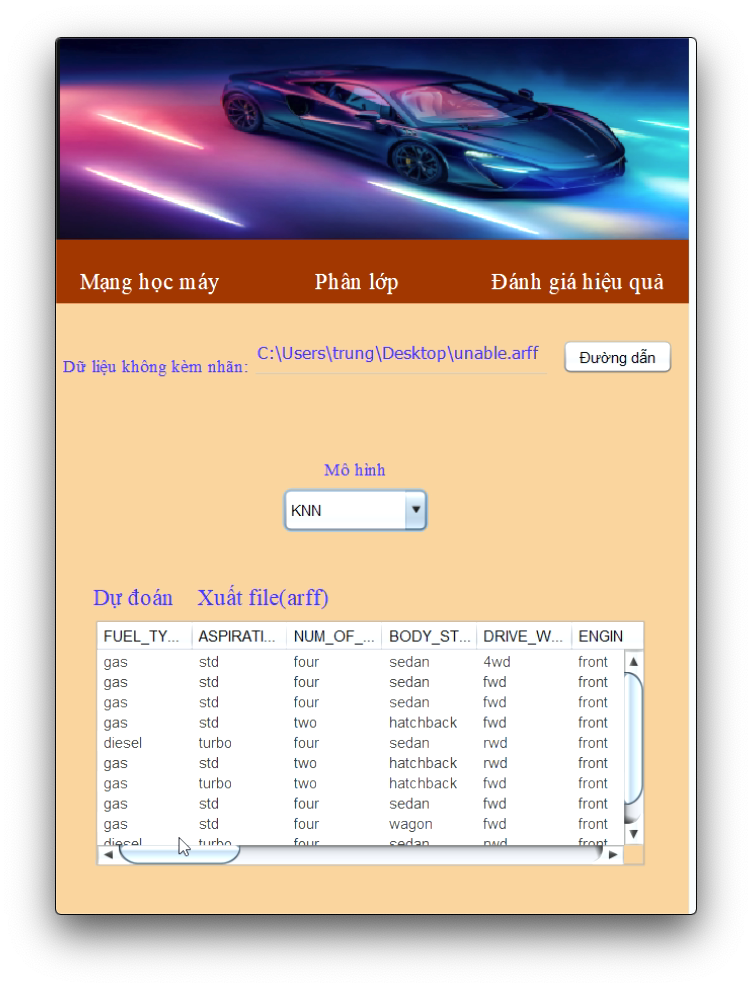 Mạng học máy Phân lớp Đánh giá hiệu quả
Dữ liệu không kèm nhãn: C:\Users\trung\Desktop\unable.arff Đường dẫn
Mô hình
KNN
Dự đoán Xuất file(arff)
FUEL_TY... ASPIRATI... NUM_OF_... BODY_ST... DRIVE_W... ENGIN
gas std four sedan 4wd front
gas std four sedan fwd front
gas std four sedan fwd front
gas std two hatchback fwd front
diesel turbo four sedan rwd front
gas std two hatchback rwd front
gas turbo two hatchback fwd front
gas std four sedan fwd front
gas std four wagon fwd front
diesel turbo four sedan rwd front